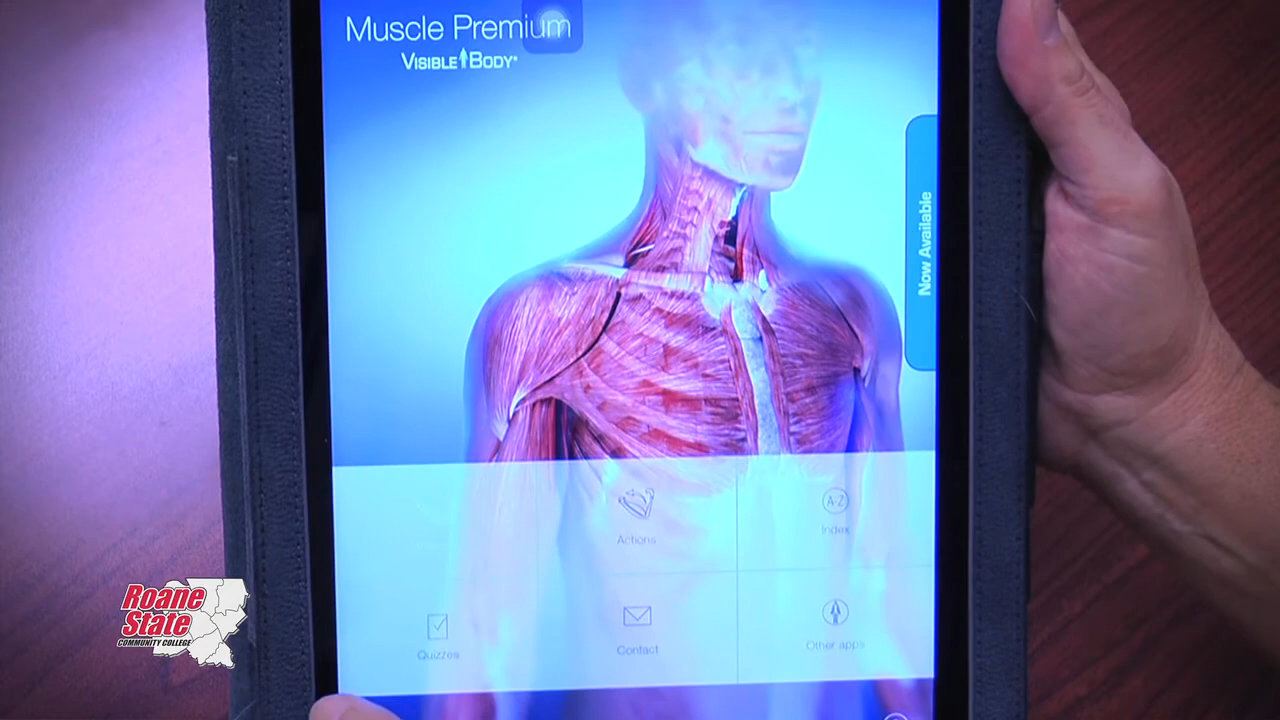 Muscle Premium
VISIBLE BODY®
Now Available
Actions
A-Z
Index
Quizzes
Contact
Other apps
Roane
State
COMMUNITY COLLEGE